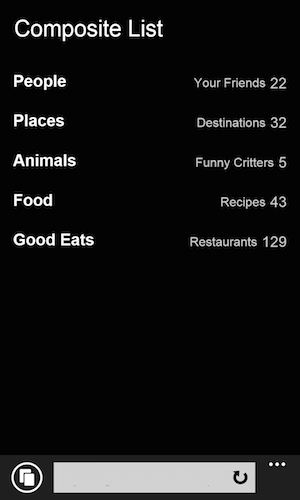 Composite List
People Your Friends 22
Places Destinations 32
Animals Funny Critters 5
Food Recipes 43
Good Eats Restaurants 129